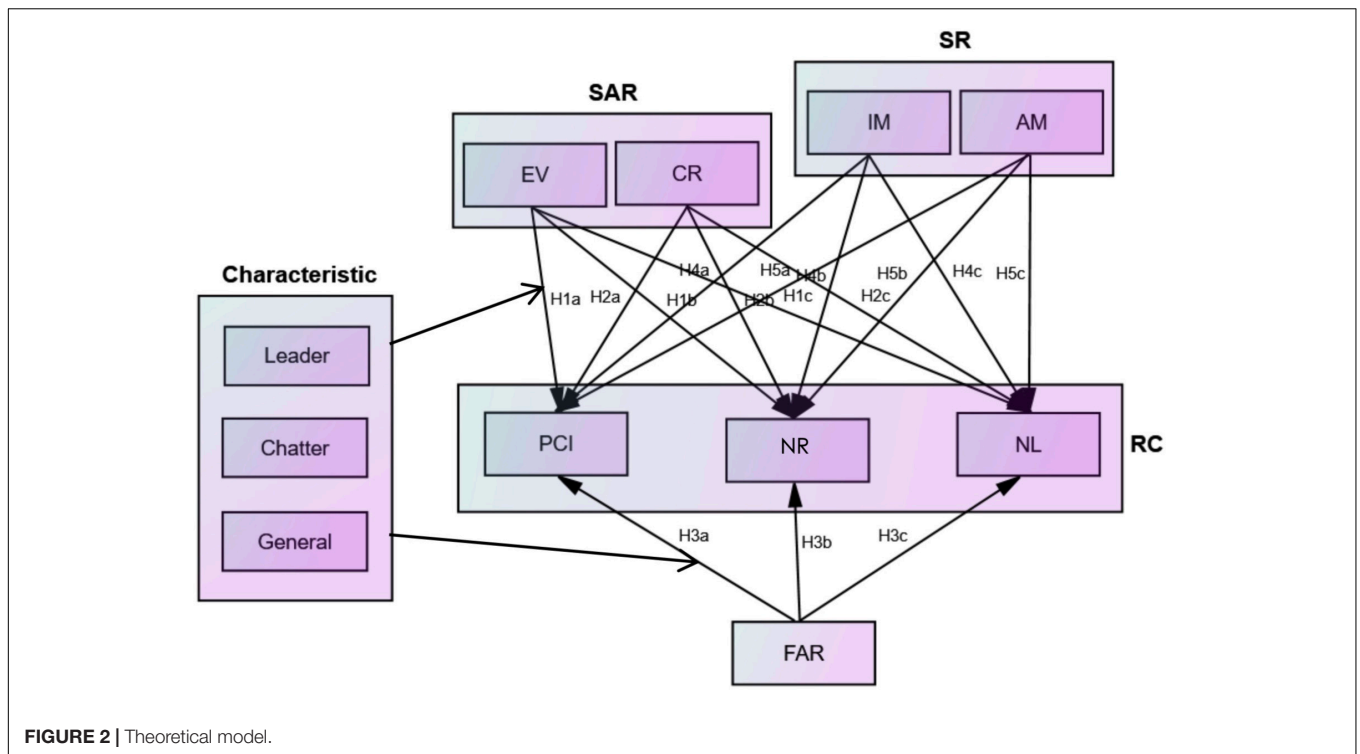 SR
IM AM
SAR
EV CR
Characteristic
Leader
Chatter
General
H4a H5a H4b H5b H4c H5c
H1a H2a H1b H2b H1c H2c
PCI NR NL RC
H3a H3b H3c
FAR
FIGURE 2 | Theoretical model.